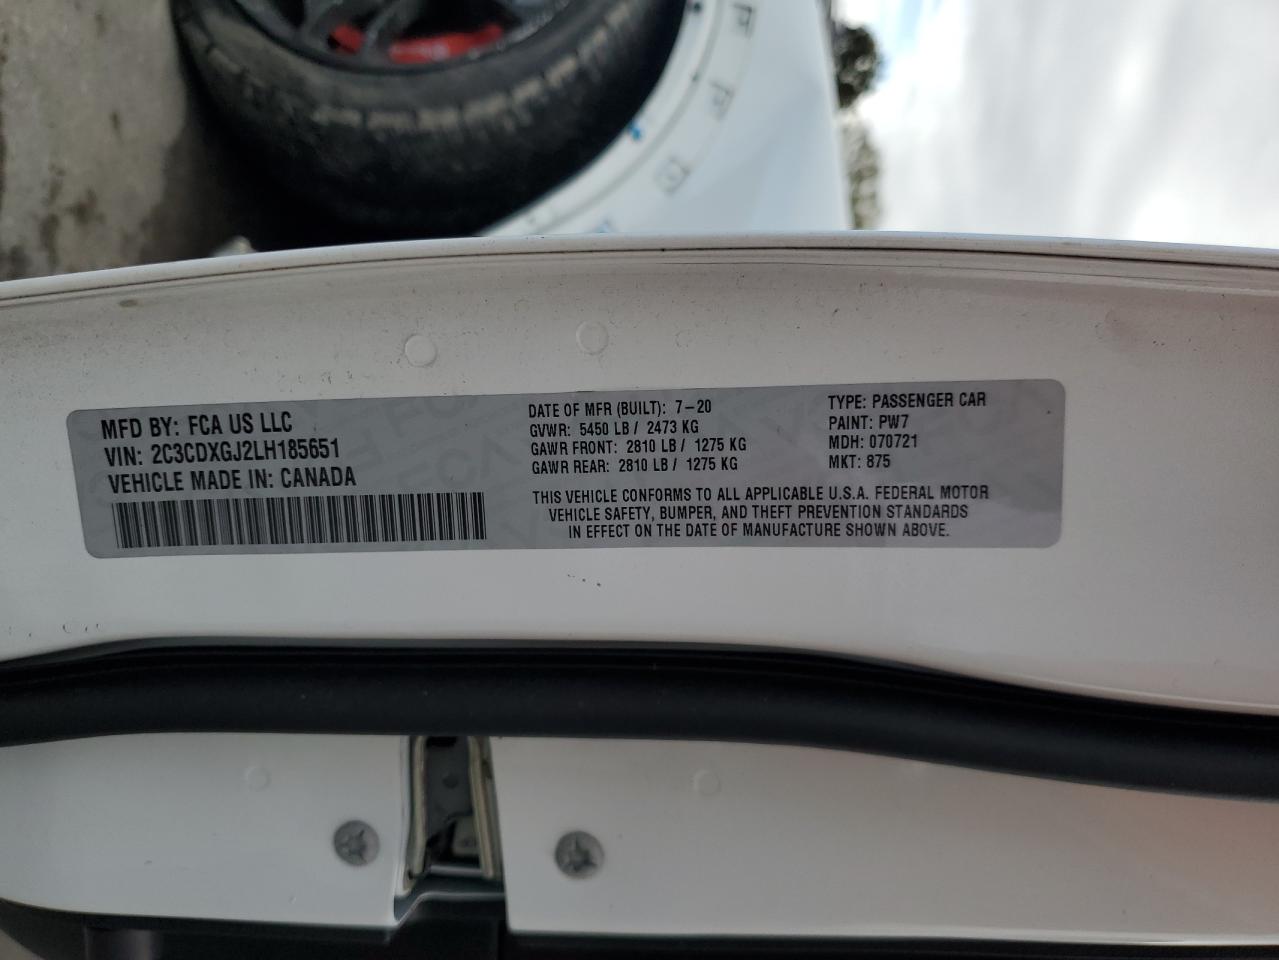 MFD BY: FCA US LLC
VIN: 2C3CDXGJ2LH185651
VEHICLE MADE IN: CANADA
DATE OF MFR (BUILT): 7-20
GVWR: 5450 LB / 2473 KG
GAWR FRONT: 2810 LB / 1275 KG
GAWR REAR: 2810 LB / 1275 KG
TYPE: PASSENGER CAR
PAINT: PW7
MDH: 070721
MKT: 875
THIS VEHICLE CONFORMS TO ALL APPLICABLE U.S.A. FEDERAL MOTOR
VEHICLE SAFETY, BUMPER, AND THEFT PREVENTION STANDARDS
IN EFFECT ON THE DATE OF MANUFACTURE SHOWN ABOVE.